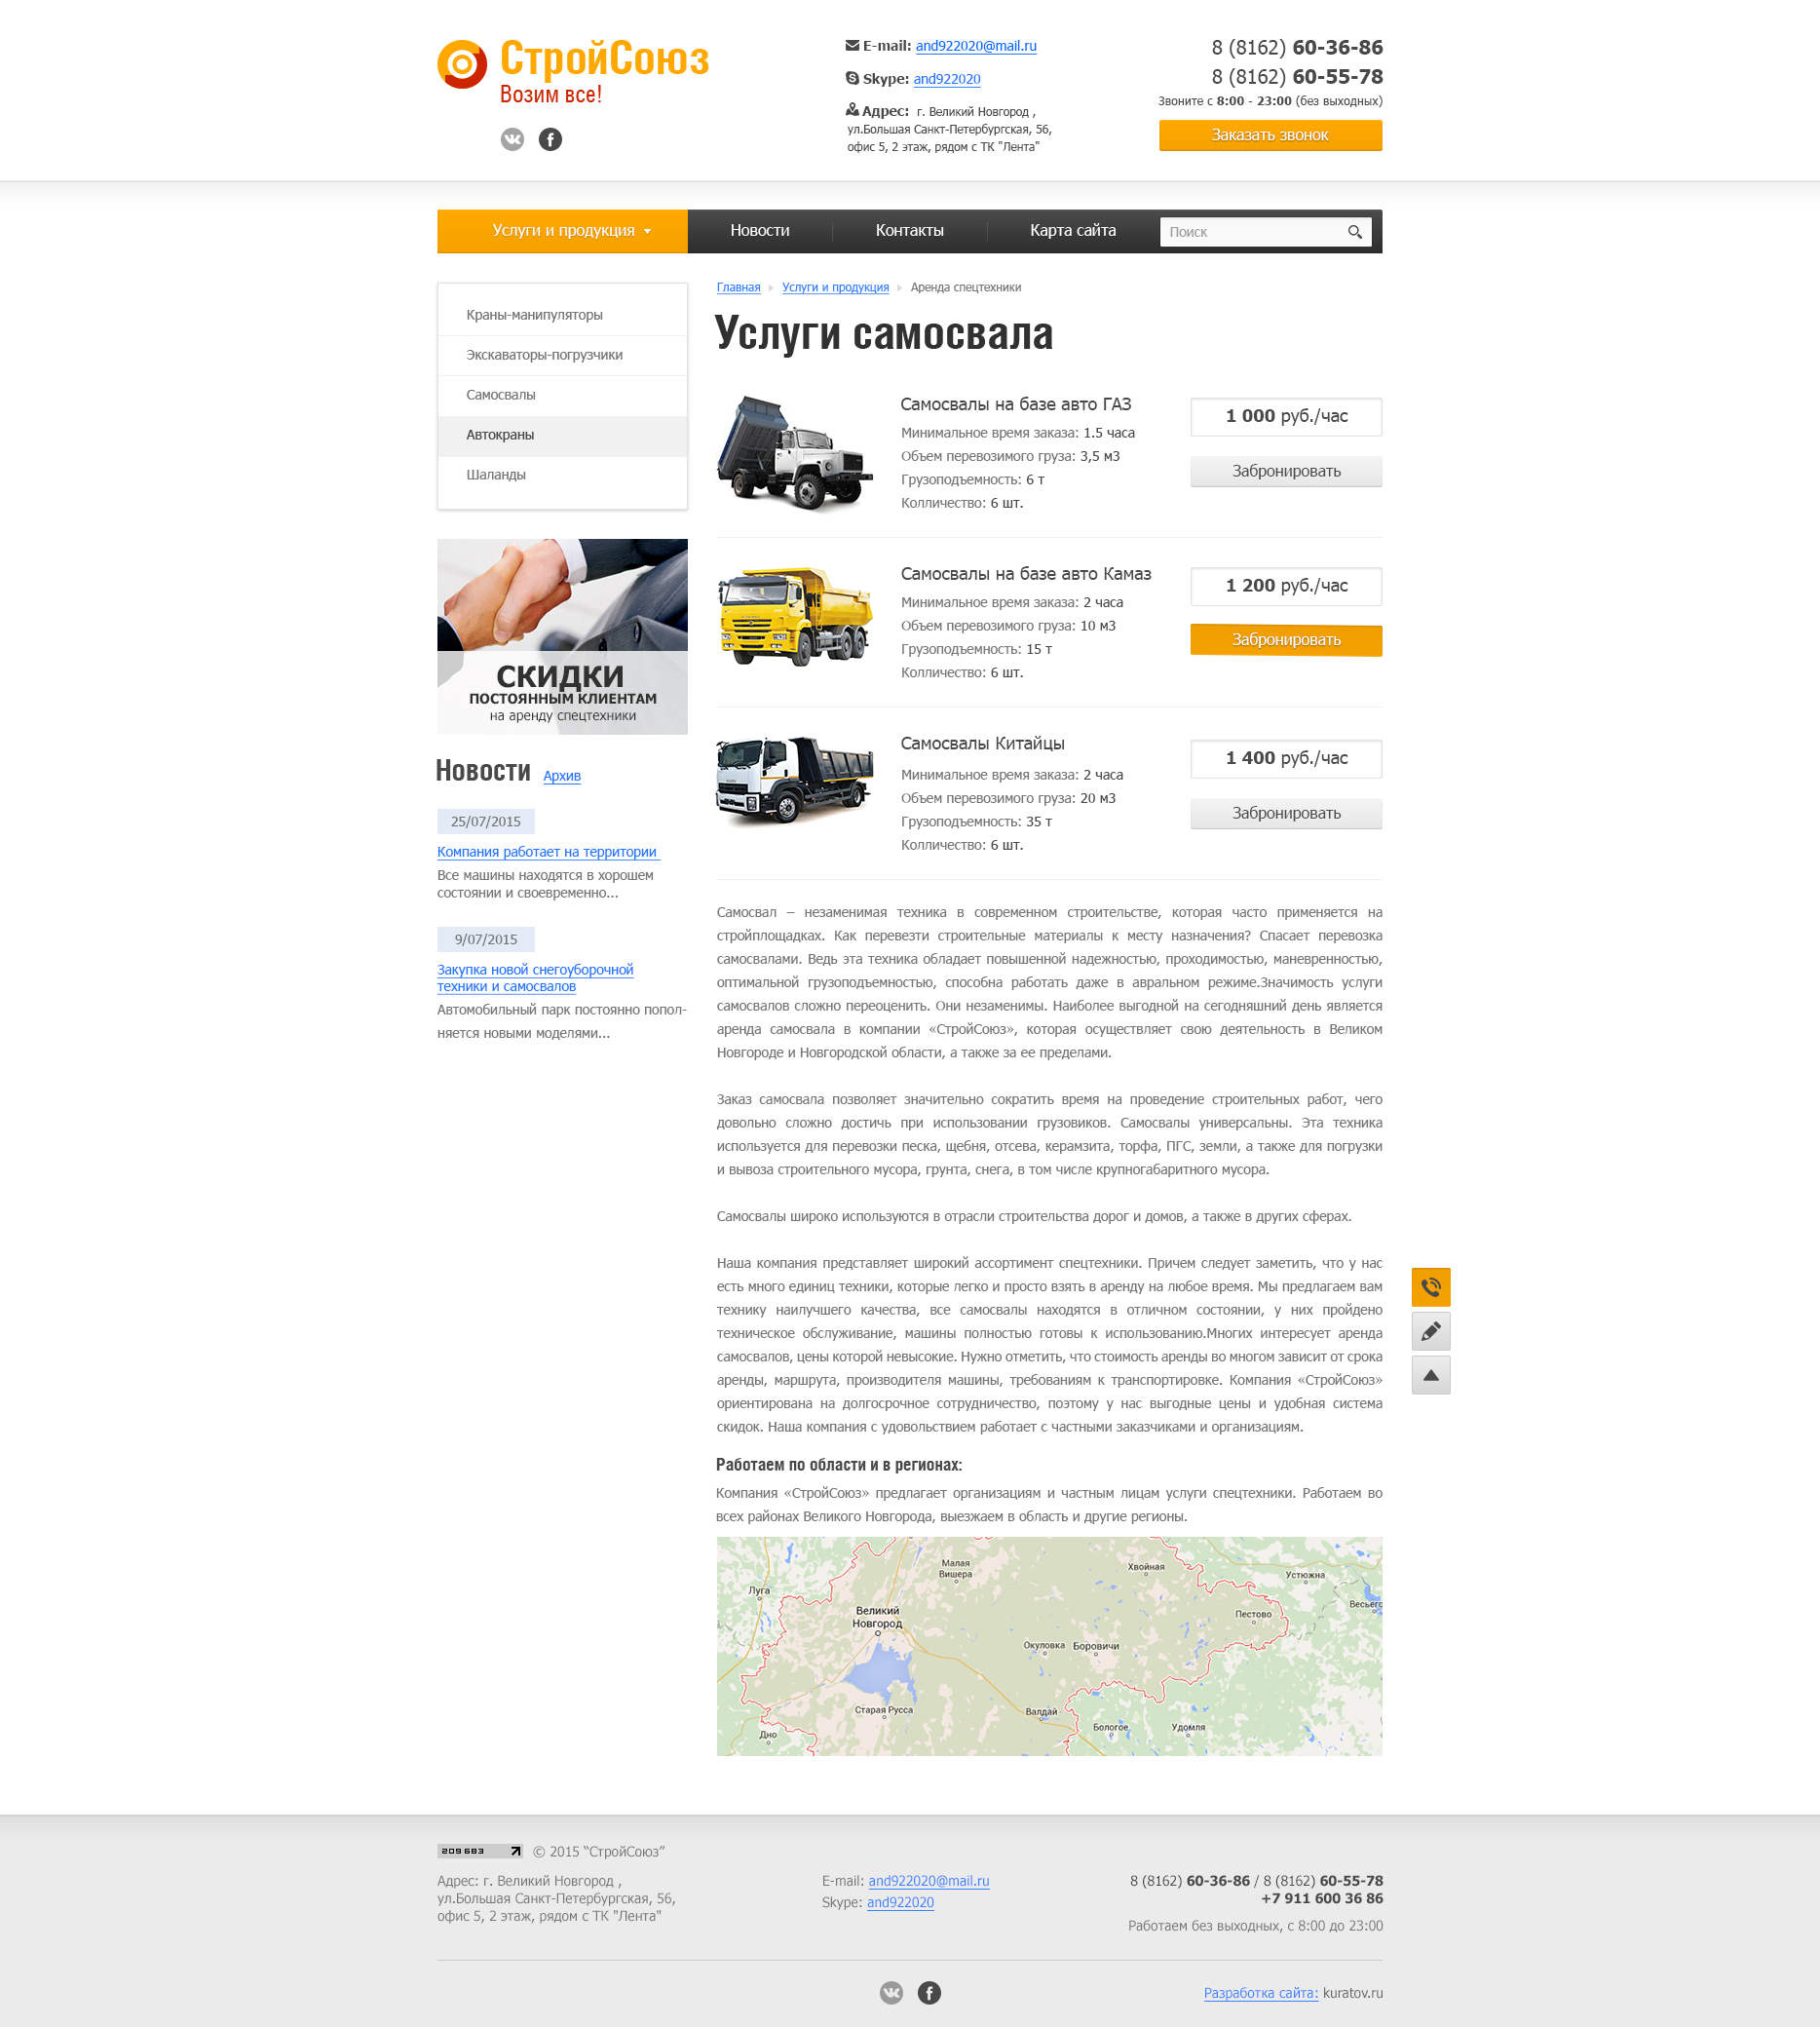 СтройСоюз
Возим все!
E-mail: and922020@mail.ru
Skype: and922020
Адрес: г. Великий Новгород ,
ул.Большая Санкт-Петербургская, 56,
офис 5, 2 этаж, рядом с ТК "Лента"
8 (8162) 60-36-86
8 (8162) 60-55-78
Звоните с 8:00 - 23:00 (без выходных)
Заказать звонок
Услуги и продукция
Новости
Контакты
Карта сайта
Поиск
Краны-манипуляторы
Экскаваторы-погрузчики
Самосвалы
Автокраны
Шаланды
СКИДКИ
ПОСТОЯННЫМ КЛИЕНТАМ
на аренду спецтехники
Новости Архив
25/07/2015
Компания работает на территории
Все машины находятся в хорошем
состоянии и своевременно...
9/07/2015
Закупка новой снегоуборочной
техники и самосвалов
Автомобильный парк постоянно попол-
няется новыми моделями...
Главная Услуги и продукция Аренда спецтехники
Услуги самосвала
Самосвалы на базе авто ГАЗ
Минимальное время заказа: 1.5 часа
Объем перевозимого груза: 3,5 м3
Грузоподъемность: 6 т
Колличество: 6 шт.
1 000 руб./час
Забронировать
Самосвалы на базе авто Камаз
Минимальное время заказа: 2 часа
Объем перевозимого груза: 10 м3
Грузоподъемность: 15 т
Колличество: 6 шт.
1 200 руб./час
Забронировать
Самосвалы Китайцы
Минимальное время заказа: 2 часа
Объем перевозимого груза: 20 м3
Грузоподъемность: 35 т
Колличество: 6 шт.
1 400 руб./час
Забронировать
Самосвал – незаменимая техника в современном строительстве, которая часто применяется на
стройплощадках. Как перевезти строительные материалы к месту назначения? Спасает перевозка
самосвалами. Ведь эта техника обладает повышенной надежностью, проходимостью, маневренностью,
оптимальной грузоподъемностью, способна работать даже в авральном режиме.Значимость услуги
самосвалов сложно переоценить. Они незаменимы. Наиболее выгодной на сегодняшний день является
аренда самосвала в компании «СтройСоюз», которая осуществляет свою деятельность в Великом
Новгороде и Новгородской области, а также за ее пределами.
Заказ самосвала позволяет значительно сократить время на проведение строительных работ, чего
довольно сложно достичь при использовании грузовиков. Самосвалы универсальны. Эта техника
используется для перевозки песка, щебня, отсева, керамзита, торфа, ПГС, земли, а также для погрузки
и вывоза строительного мусора, грунта, снега, в том числе крупногабаритного мусора.
Самосвалы широко используются в отрасли строительства дорог и домов, а также в других сферах.
Наша компания представляет широкий ассортимент спецтехники. Причем следует заметить, что у нас
есть много единиц техники, которые легко и просто взять в аренду на любое время. Мы предлагаем вам
технику наилучшего качества, все самосвалы находятся в отличном состоянии, у них пройдено
техническое обслуживание, машины полностью готовы к использованию.Многих интересует аренда
самосвалов, цены которой невысокие. Нужно отметить, что стоимость аренды во многом зависит от срока
аренды, маршрута, производителя машины, требованиям к транспортировке. Компания «СтройСоюз»
ориентирована на долгосрочное сотрудничество, поэтому у нас выгодные цены и удобная система
скидок. Наша компания с удовольствием работает с частными заказчиками и организациям.
Работаем по области и в регионах:
Компания «СтройСоюз» предлагает организациям и частным лицам услуги спецтехники. Работаем во
всех районах Великого Новгорода, выезжаем в область и другие регионы.
Малая
Вишера
Хвойная
Устюжна
Луга
Весьего
Великий
Новгород
Пестово
Окуловка
Боровичи
Старая Русса
Валдай
Бологое
Удомля
Дно
209 683 © 2015 “СтройСоюз”
Адрес: г. Великий Новгород ,
ул.Большая Санкт-Петербургская, 56,
офис 5, 2 этаж, рядом с ТК "Лента"
E-mail: and922020@mail.ru
Skype: and922020
8 (8162) 60-36-86 / 8 (8162) 60-55-78
+7 911 600 36 86
Работаем без выходных, с 8:00 до 23:00
Разработка сайта: kuratov.ru